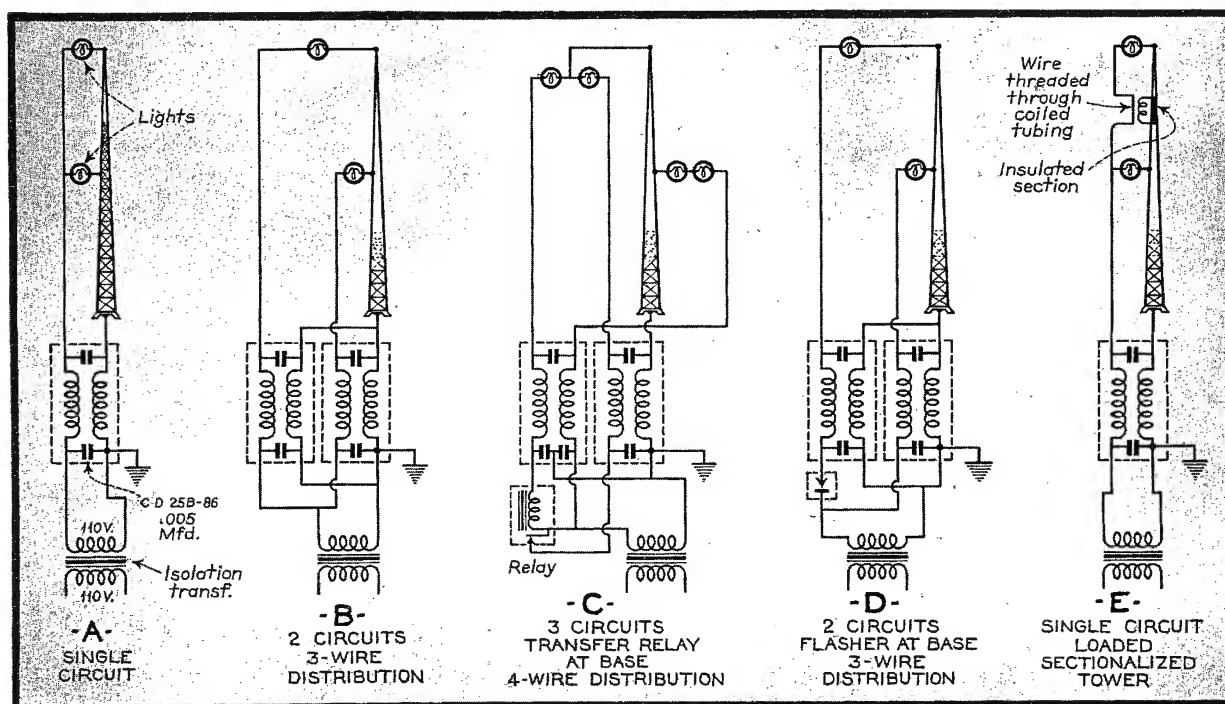 Lights
C-D 25B-86
.005
Mfd.
110V.
110V.
Isolation
transf.
-A-
SINGLE
CIRCUIT
-B-
2 CIRCUITS
3-WIRE
DISTRIBUTION
Relay
-C-
3 CIRCUITS
TRANSFER RELAY
AT BASE
4-WIRE DISTRIBUTION
-D-
2 CIRCUITS
FLASHER AT BASE
3-WIRE
DISTRIBUTION
Wire
threaded
through
coiled
tubing
Insulated
section
-E-
SINGLE CIRCUIT
LOADED
SECTIONALIZED
TOWER